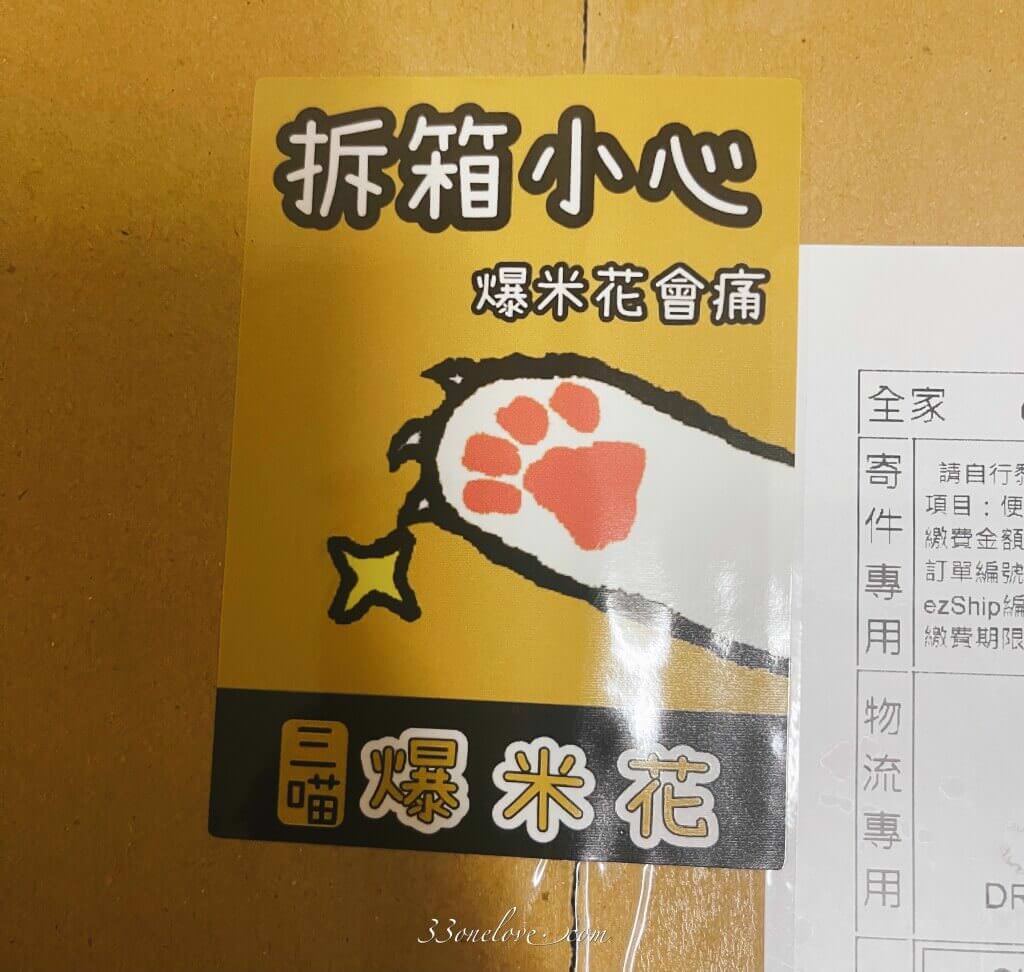 拆箱小心
爆米花會痛
三喵
爆米花
全家
寄件專用
請自行
項目：便
繳費金額
訂單編號
ezShip編
繳費期限
物流專用
DR
33onelove.com